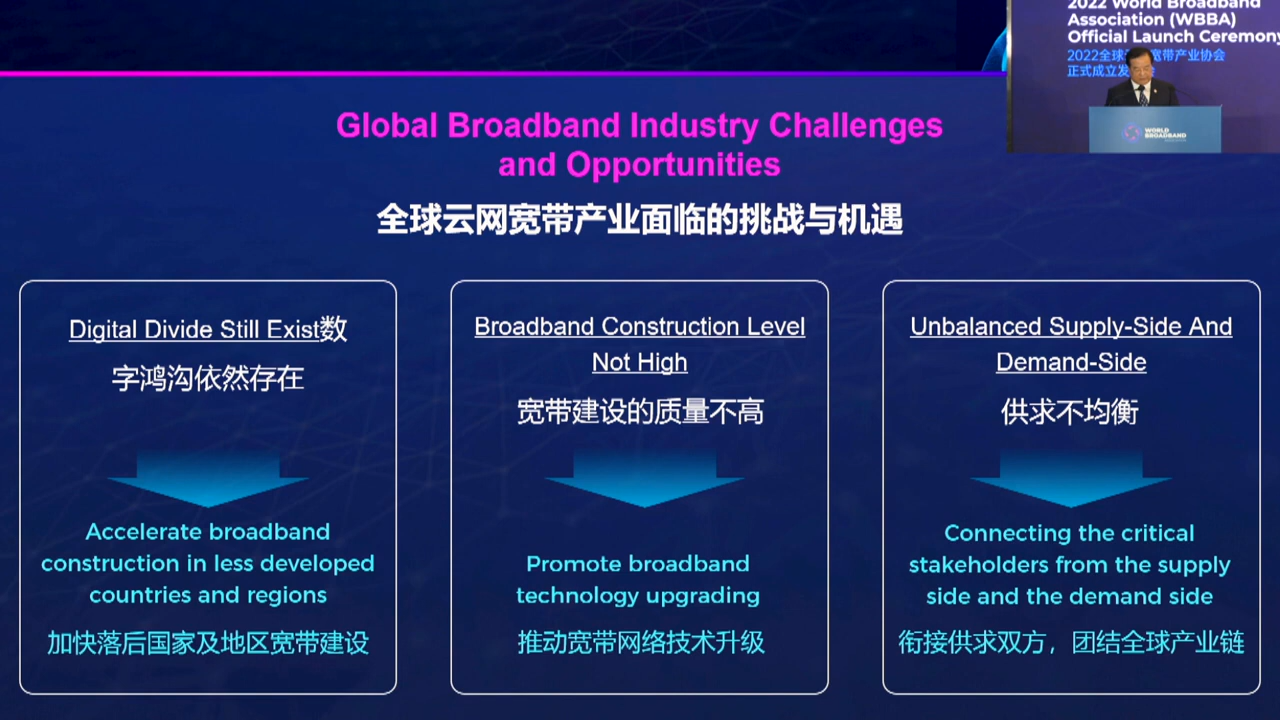 2022 World Broadband
Association (WBBA)
Official Launch Ceremony
2022全球
宽带产业协会
正式成立发
WORLD
BROADBAND
Global Broadband Industry Challenges
and Opportunities
全球云网宽带产业面临的挑战与机遇
Digital Divide Still Exist数
字鸿沟依然存在
Accelerate broadband
construction in less developed
countries and regions
加快落后国家及地区宽带建设
Broadband Construction Level
Not High
宽带建设的质量不高
Promote broadband
technology upgrading
推动宽带网络技术升级
Unbalanced Supply-Side And
Demand-Side
供求不均衡
Connecting the critical
stakeholders from the supply
side and the demand side
衔接供求双方，团结全球产业链